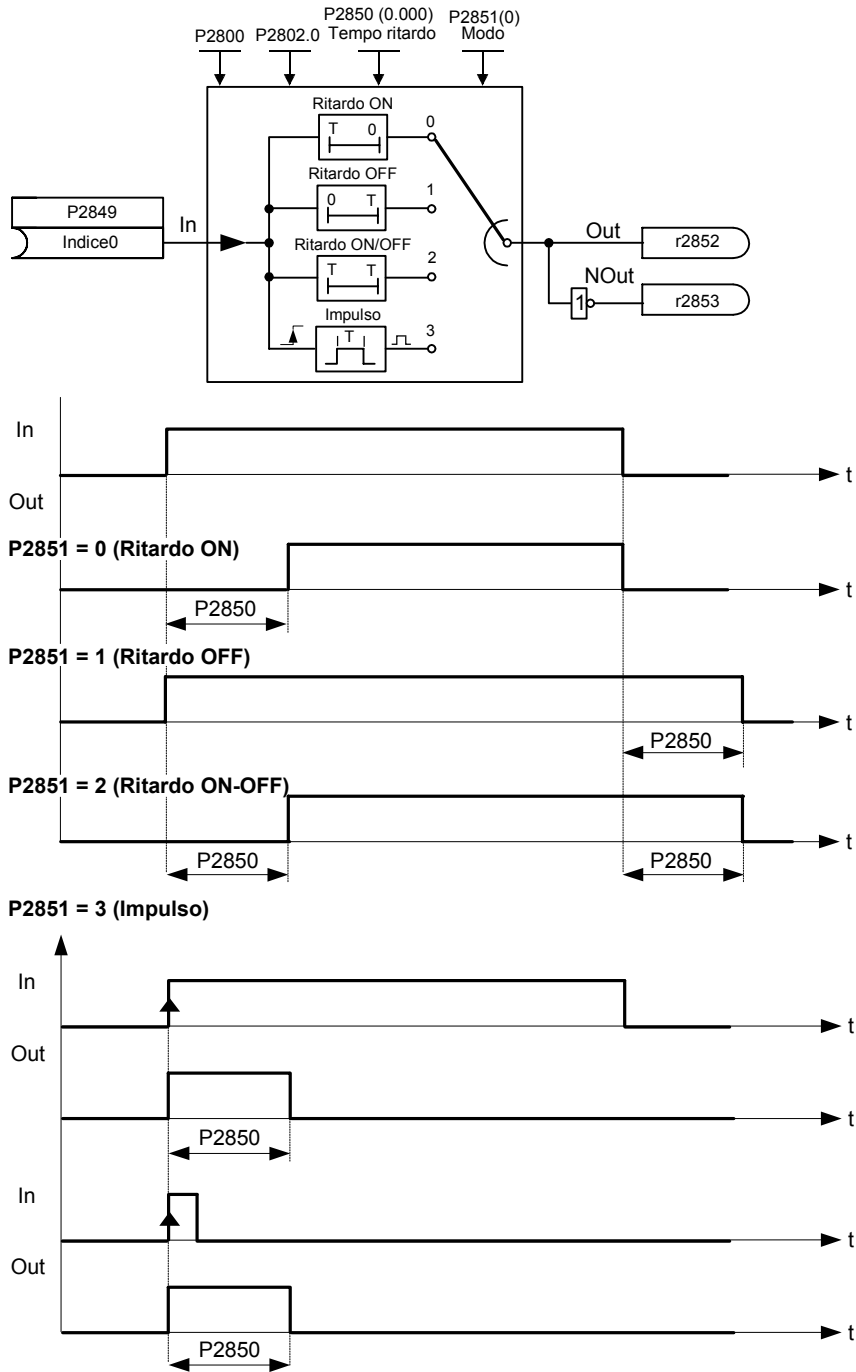 P2800 P2802.0 P2850 (0.000) P2851(0)
Tempo ritardo Modo
Ritardo ON
T 0
0
Ritardo OFF
0 T
1
Ritardo ON/OFF
T T
2
Impulso
T
3
P2849
Indice0
In
Out
r2852
NOut
1
r2853
In
t
Out
P2851 = 0 (Ritardo ON)
t
P2850
P2851 = 1 (Ritardo OFF)
t
P2850
P2851 = 2 (Ritardo ON-OFF)
t
P2850 P2850
P2851 = 3 (Impulso)
In
t
Out
t
P2850
In
t
Out
t
P2850